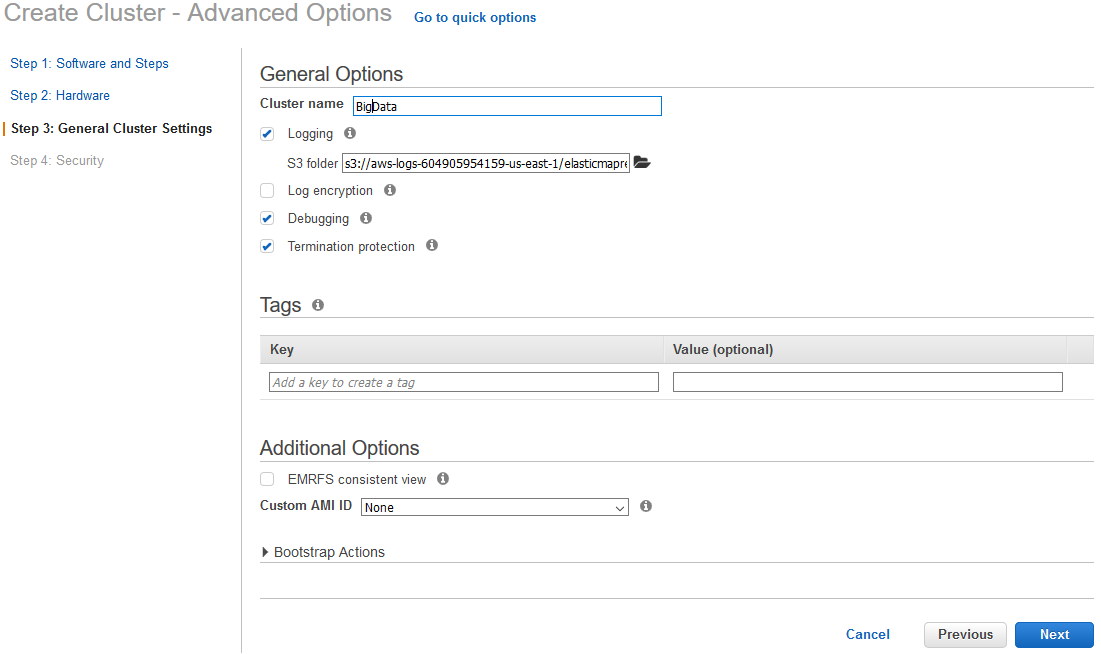 Create Cluster - Advanced Options Go to quick options
Step 1: Software and Steps
Step 2: Hardware
Step 3: General Cluster Settings
Step 4: Security
General Options
Cluster name BigData
Logging
S3 folder s3://aws-logs-604905954159-us-east-1/elasticmapre
Log encryption
Debugging
Termination protection
Tags
Key Value (optional)
Add a key to create a tag
Additional Options
EMRFS consistent view
Custom AMI ID None
Bootstrap Actions
Cancel Previous Next